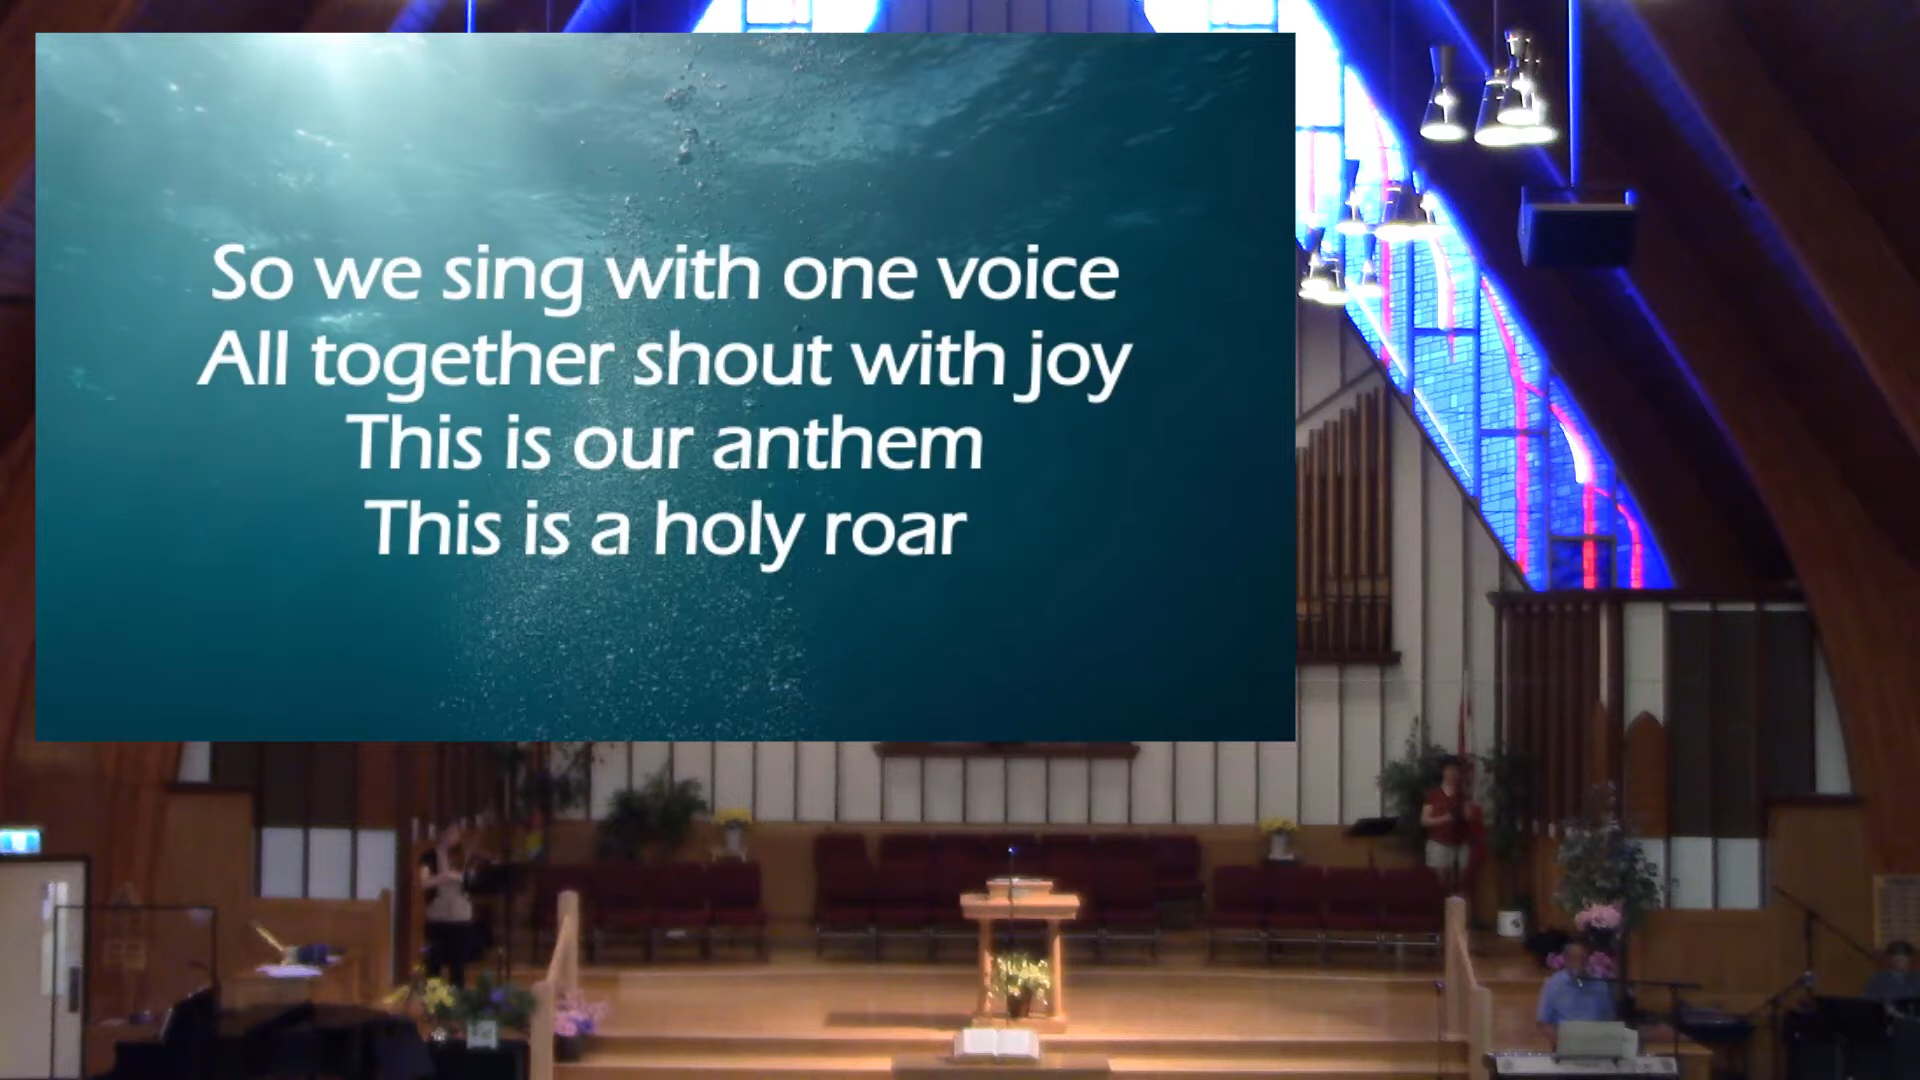 So we sing with one voice
All together shout with joy
This is our anthem
This is a holy roar